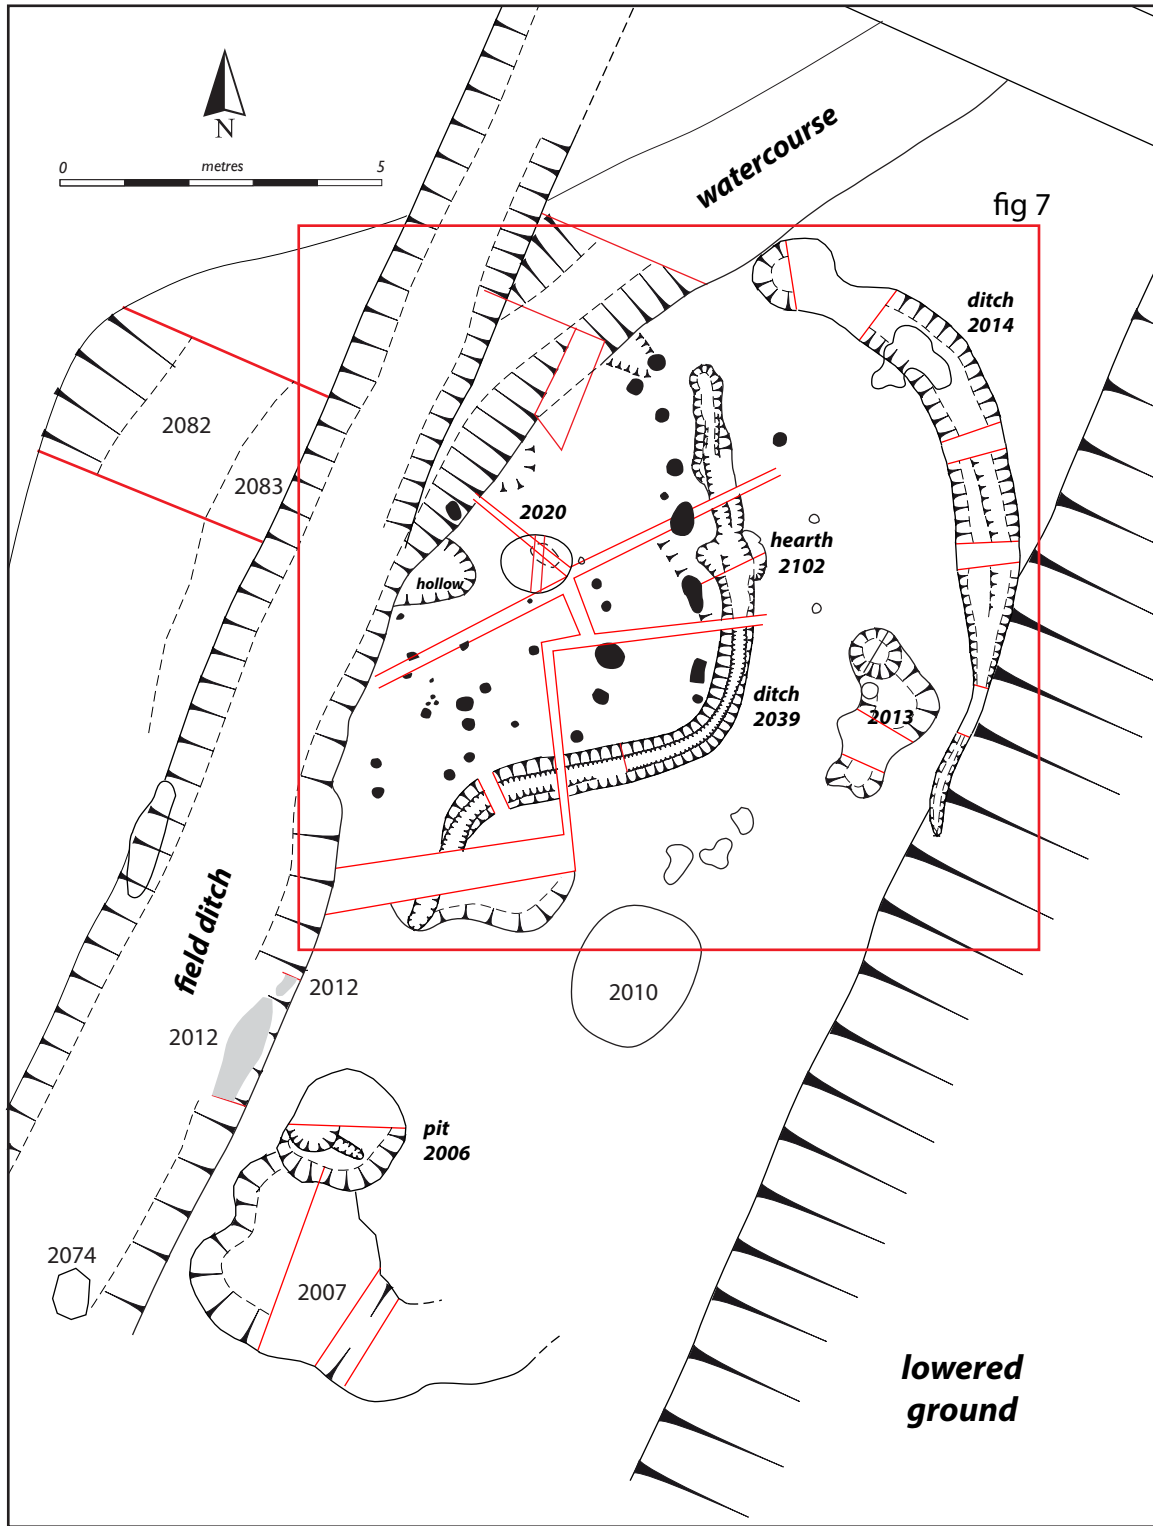 N
0 metres 5
watercourse
fig 7
ditch
2014
2082
2083
2020
hearth
2102
hollow
ditch
2039
2013
field ditch
2012
2012
2010
pit
2006
2074
2007
lowered
ground